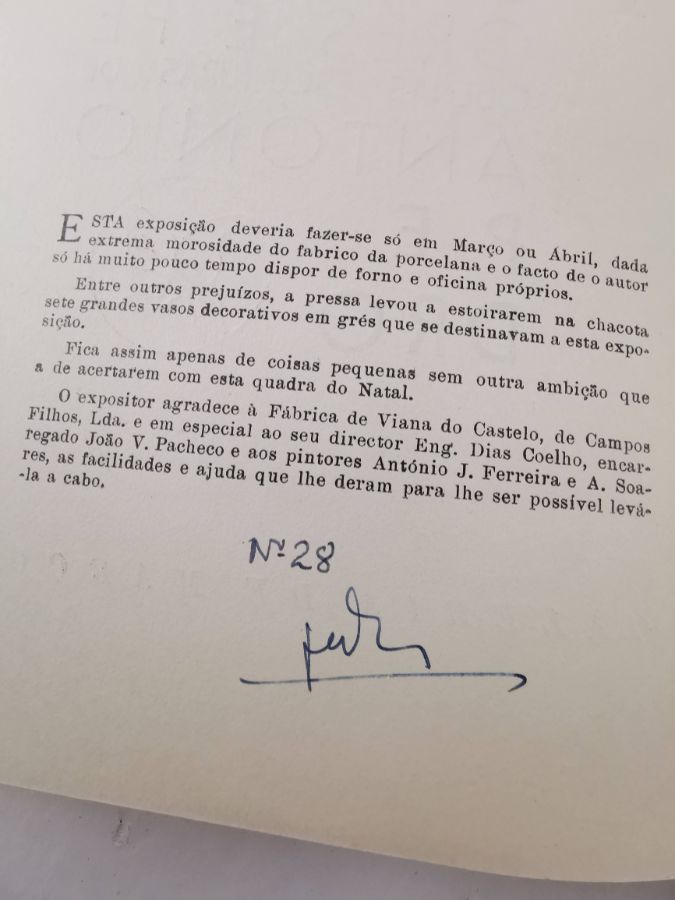 ESTA exposição deveria fazer-se só em Março ou Abril, dada
extrema morosidade do fabrico da porcelana e o facto de o autor
só há muito pouco tempo dispor de forno e oficina próprios.
Entre outros prejuízos, a pressa levou a estoirarem na chacota
sete grandes vasos decorativos em grés que se destinavam a esta expo-
sição.
Fica assim apenas de coisas pequenas sem outra ambição que
a de acertarem com esta quadra do Natal.
O expositor agradece à Fábrica de Viana do Castelo, de Campos
Filhos, Lda. e em especial ao seu director Eng. Dias Coelho, encar-
regado João V. Pacheco e aos pintores António J. Ferreira e A. Soa-
res, as facilidades e ajuda que lhe deram para lhe ser possível levá-
-la a cabo.
Nº 28